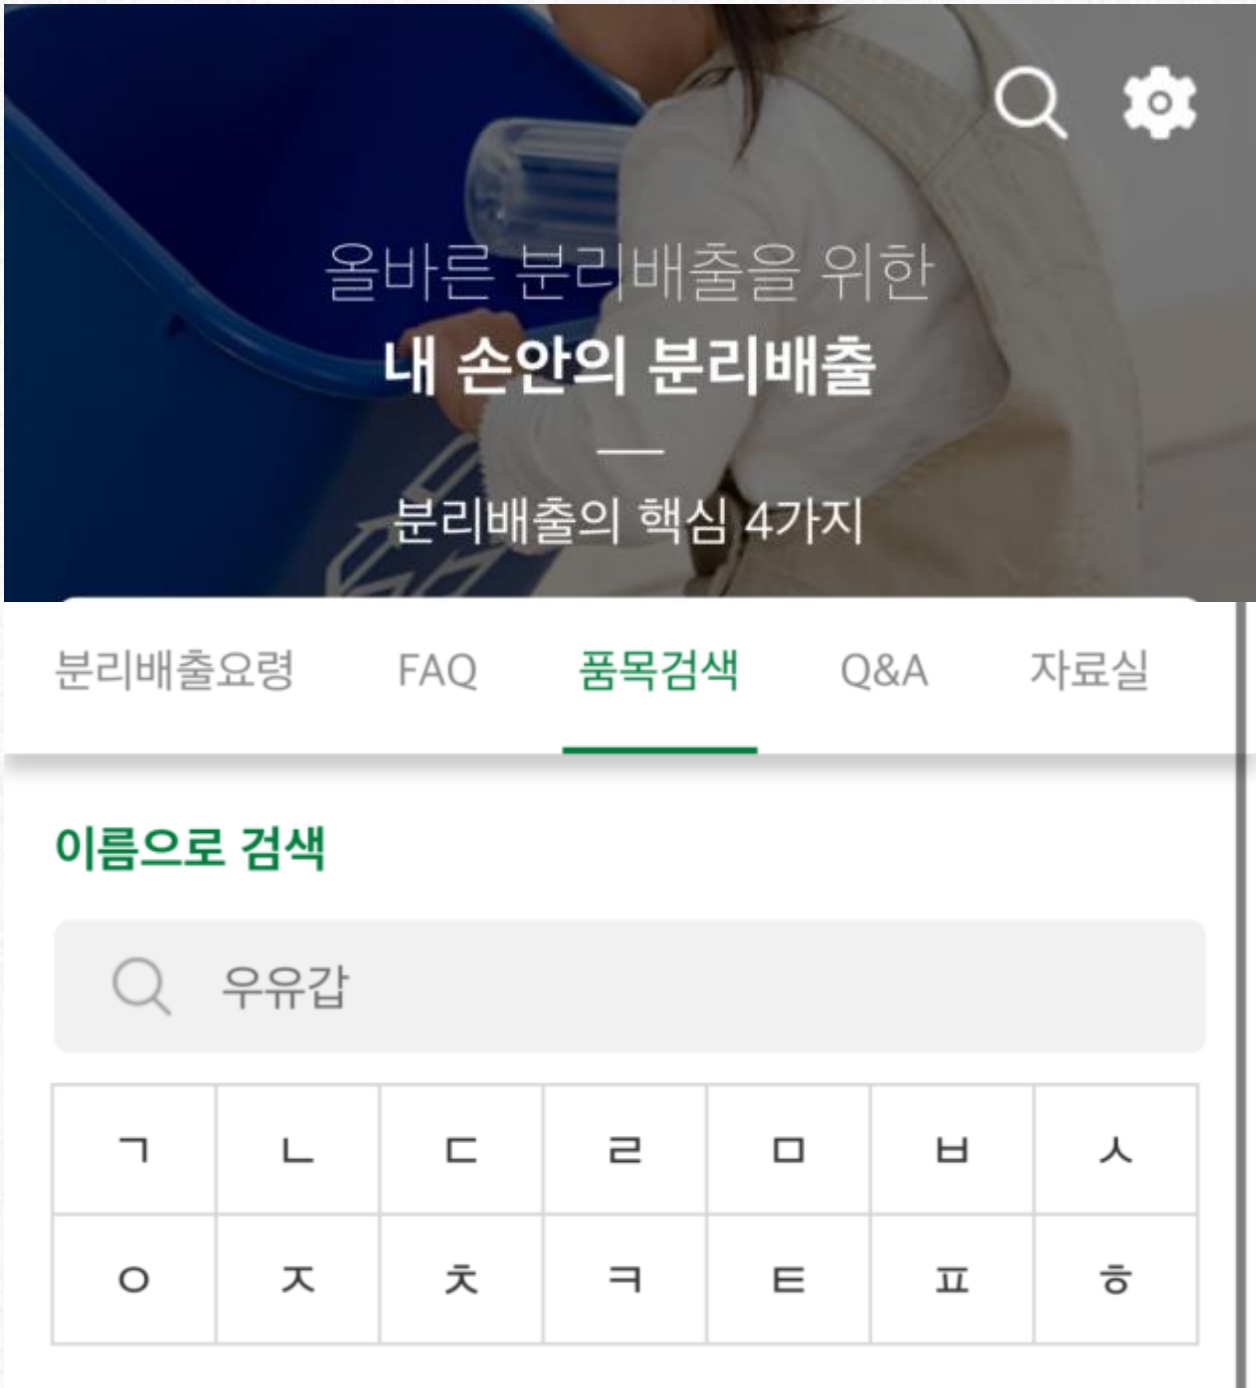 올바른 분리배출을 위한
내 손안의 분리배출
분리배출의 핵심 4가지
분리배출요령 FAQ 품목검색 Q&A 자료실
이름으로 검색
우유갑
ㄱ ㄴ ㄷ ㄹ ㅁ ㅂ ㅅ
ㅇ ㅈ ㅊ ㅋ ㅌ ㅍ ㅎ